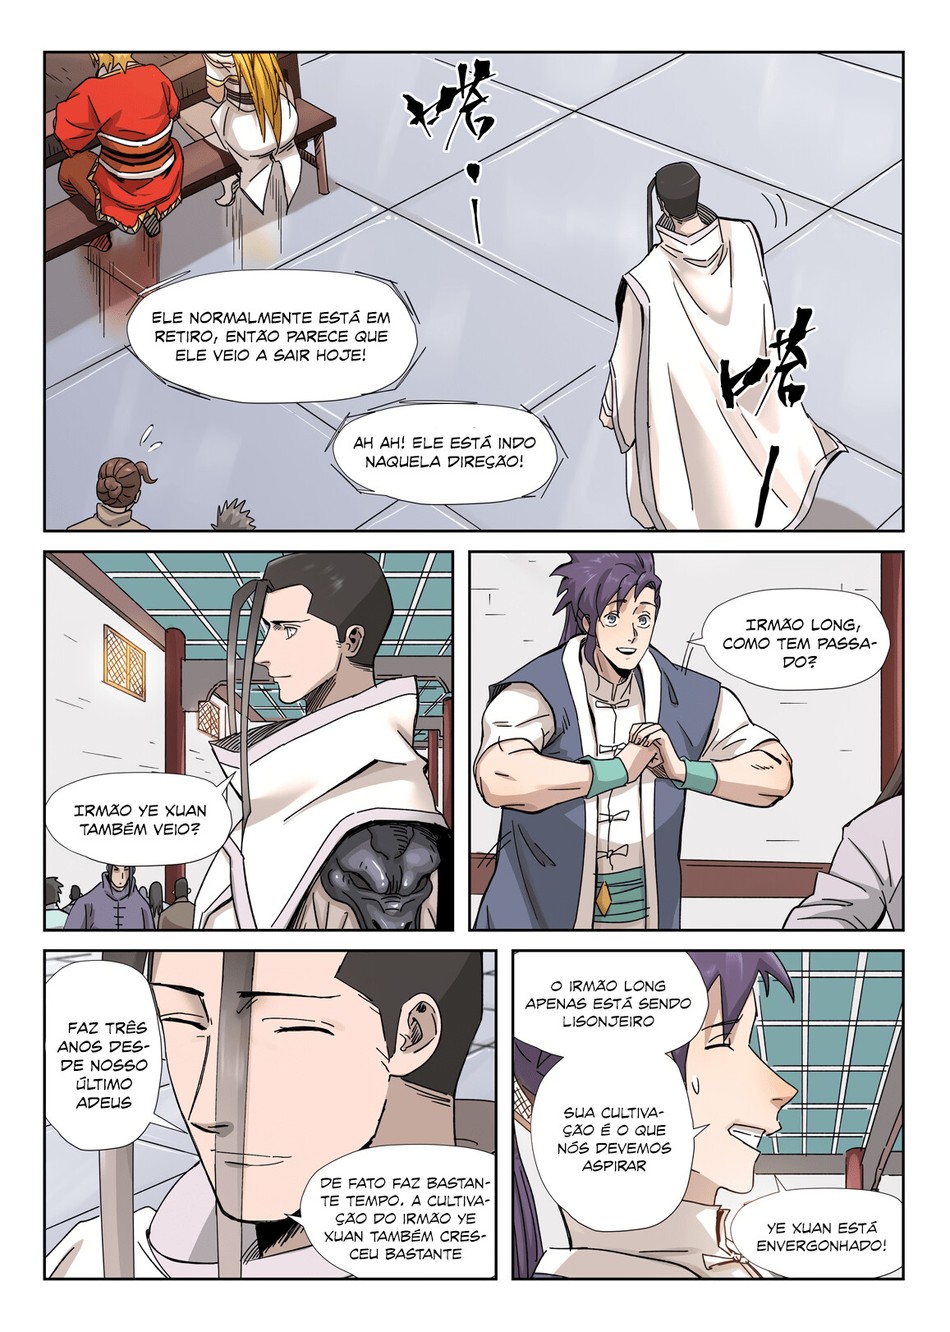 嗒
ELE NORMALMENTE ESTÁ EM
RETIRO, ENTÃO PARECE QUE
ELE VEIO A SAIR HOJE!
嗒
AH AH! ELE ESTÁ INDO
NAQUELA DIREÇÃO!
IRMÃO YE XUAN
TAMBÉM VEIO?
IRMÃO LONG,
COMO TEM PASSA-
DO?
FAZ TRÊS
ANOS DES-
DE NOSSO
ÚLTIMO
ADEUS
DE FATO FAZ BASTAN-
TE TEMPO. A CULTIVA-
ÇÃO DO IRMÃO YE
XUAN TAMBÉM CRES-
CEU BASTANTE
O IRMÃO LONG
APENAS ESTÁ SENDO
LISONJEIRO
SUA CULTIVA-
ÇÃO É O QUE
NÓS DEVEMOS
ASPIRAR
YE XUAN ESTÁ
ENVERGONHADO!